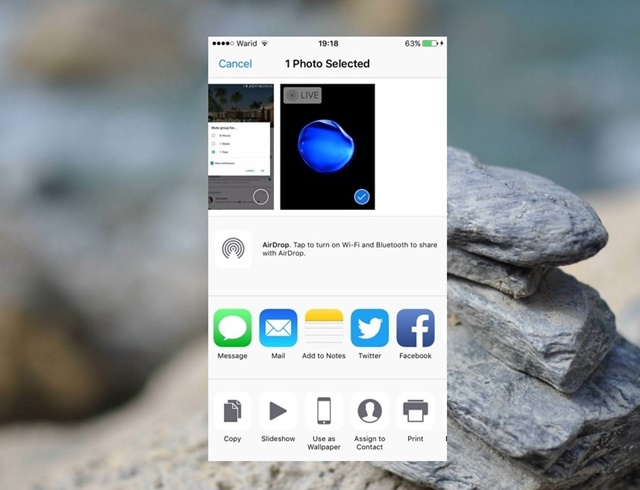 Warid 19:18 63%
Cancel 1 Photo Selected
LIVE
Mute group for...
8 Hours
1 Week
1 Year
Show notifications
CANCEL OK
AirDrop. Tap to turn on Wi-Fi and Bluetooth to share
with AirDrop.
Message Mail Add to Notes Twitter Facebook
Copy Slideshow Use as
Wallpaper Assign to
Contact Print